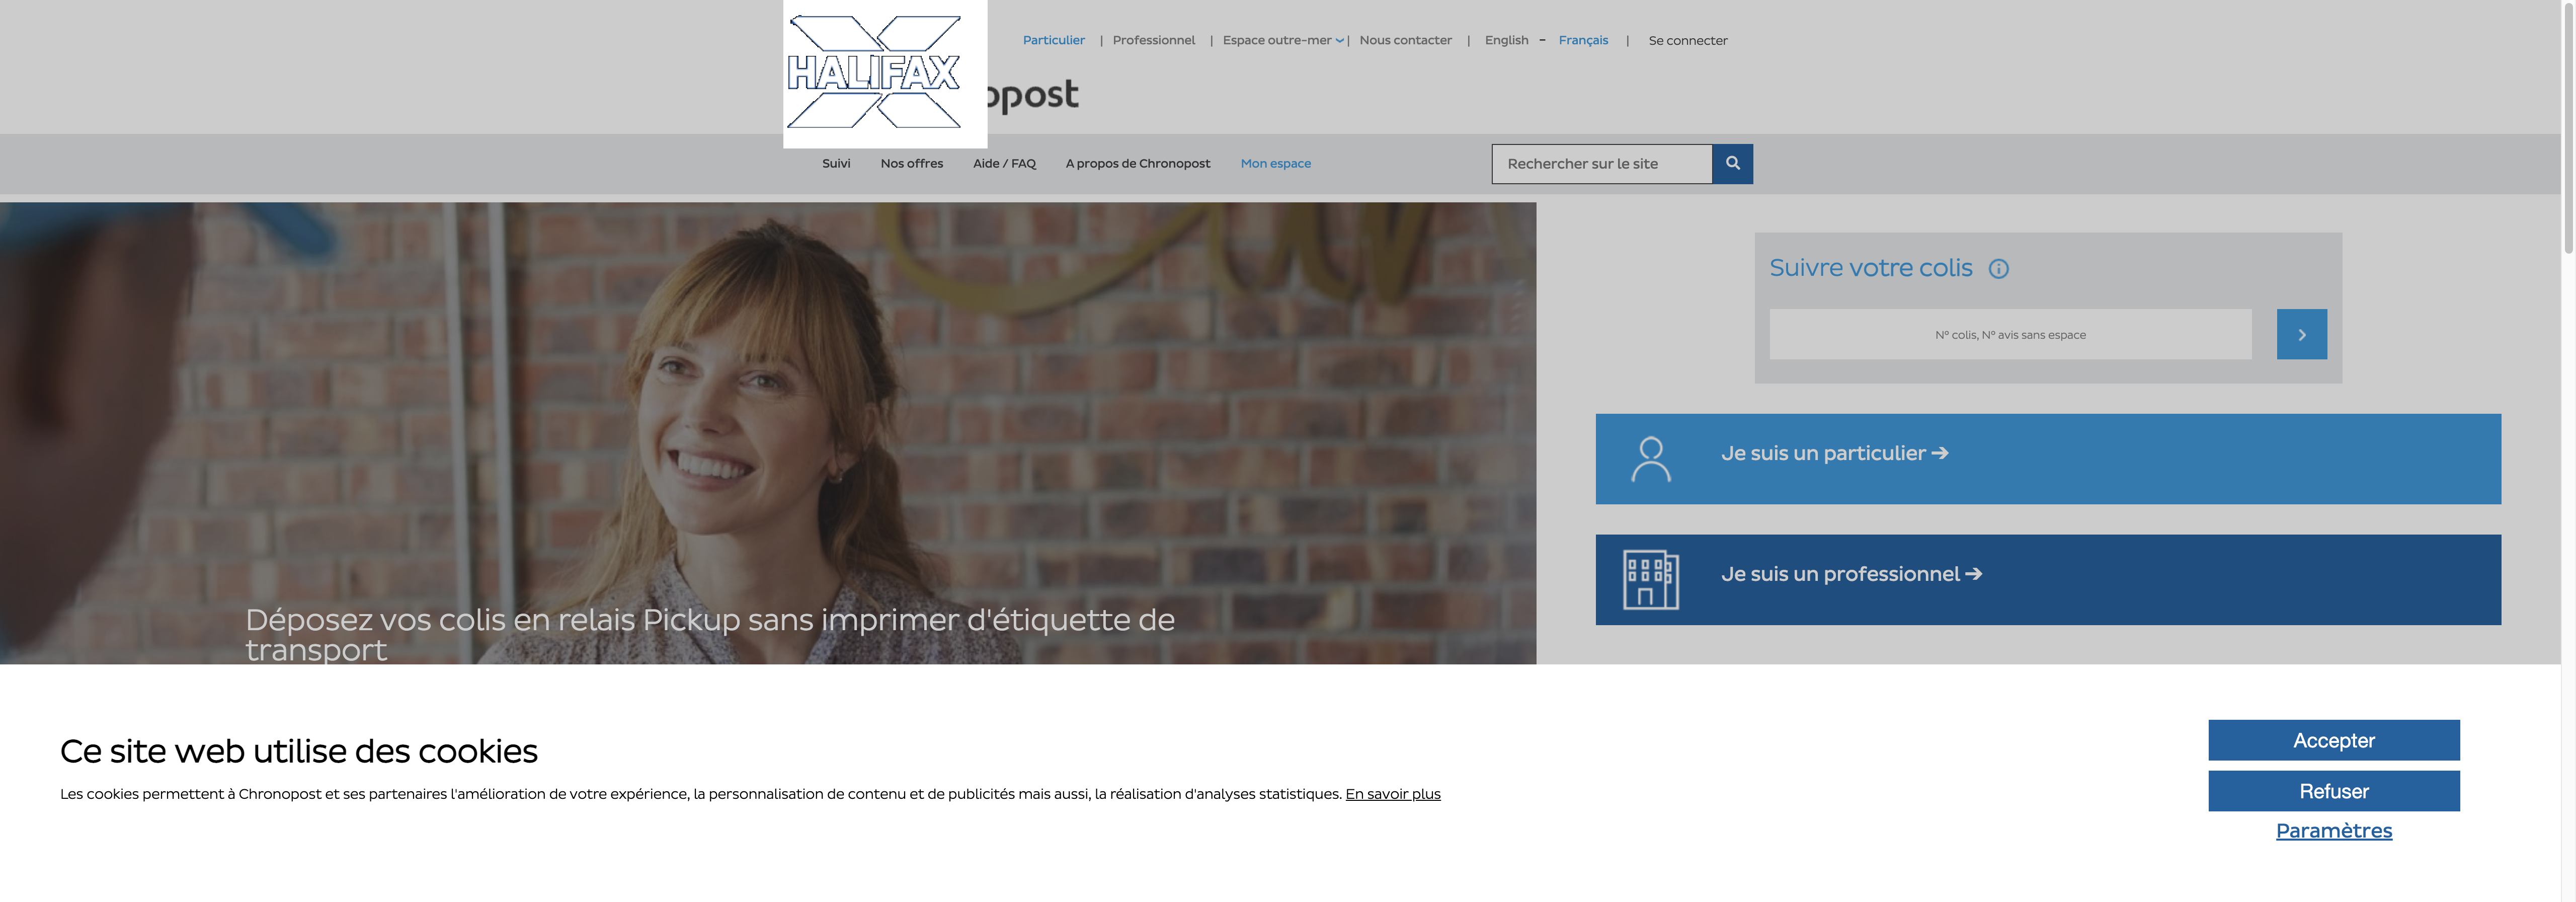 HALIFAX
Particulier | Professionnel | Espace outre-mer | Nous contacter | English - Français | Se connecter
opost
Suivi Nos offres Aide / FAQ A propos de Chronopost Mon espace Rechercher sur le site
Suivre votre colis
N° colis, N° avis sans espace
Je suis un particulier →
Je suis un professionnel →
Déposez vos colis en relais Pickup sans imprimer d'étiquette de
transport
Ce site web utilise des cookies
Les cookies permettent à Chronopost et ses partenaires l'amélioration de votre expérience, la personnalisation de contenu et de publicités mais aussi, la réalisation d'analyses statistiques. En savoir plus
Accepter
Refuser
Paramètres